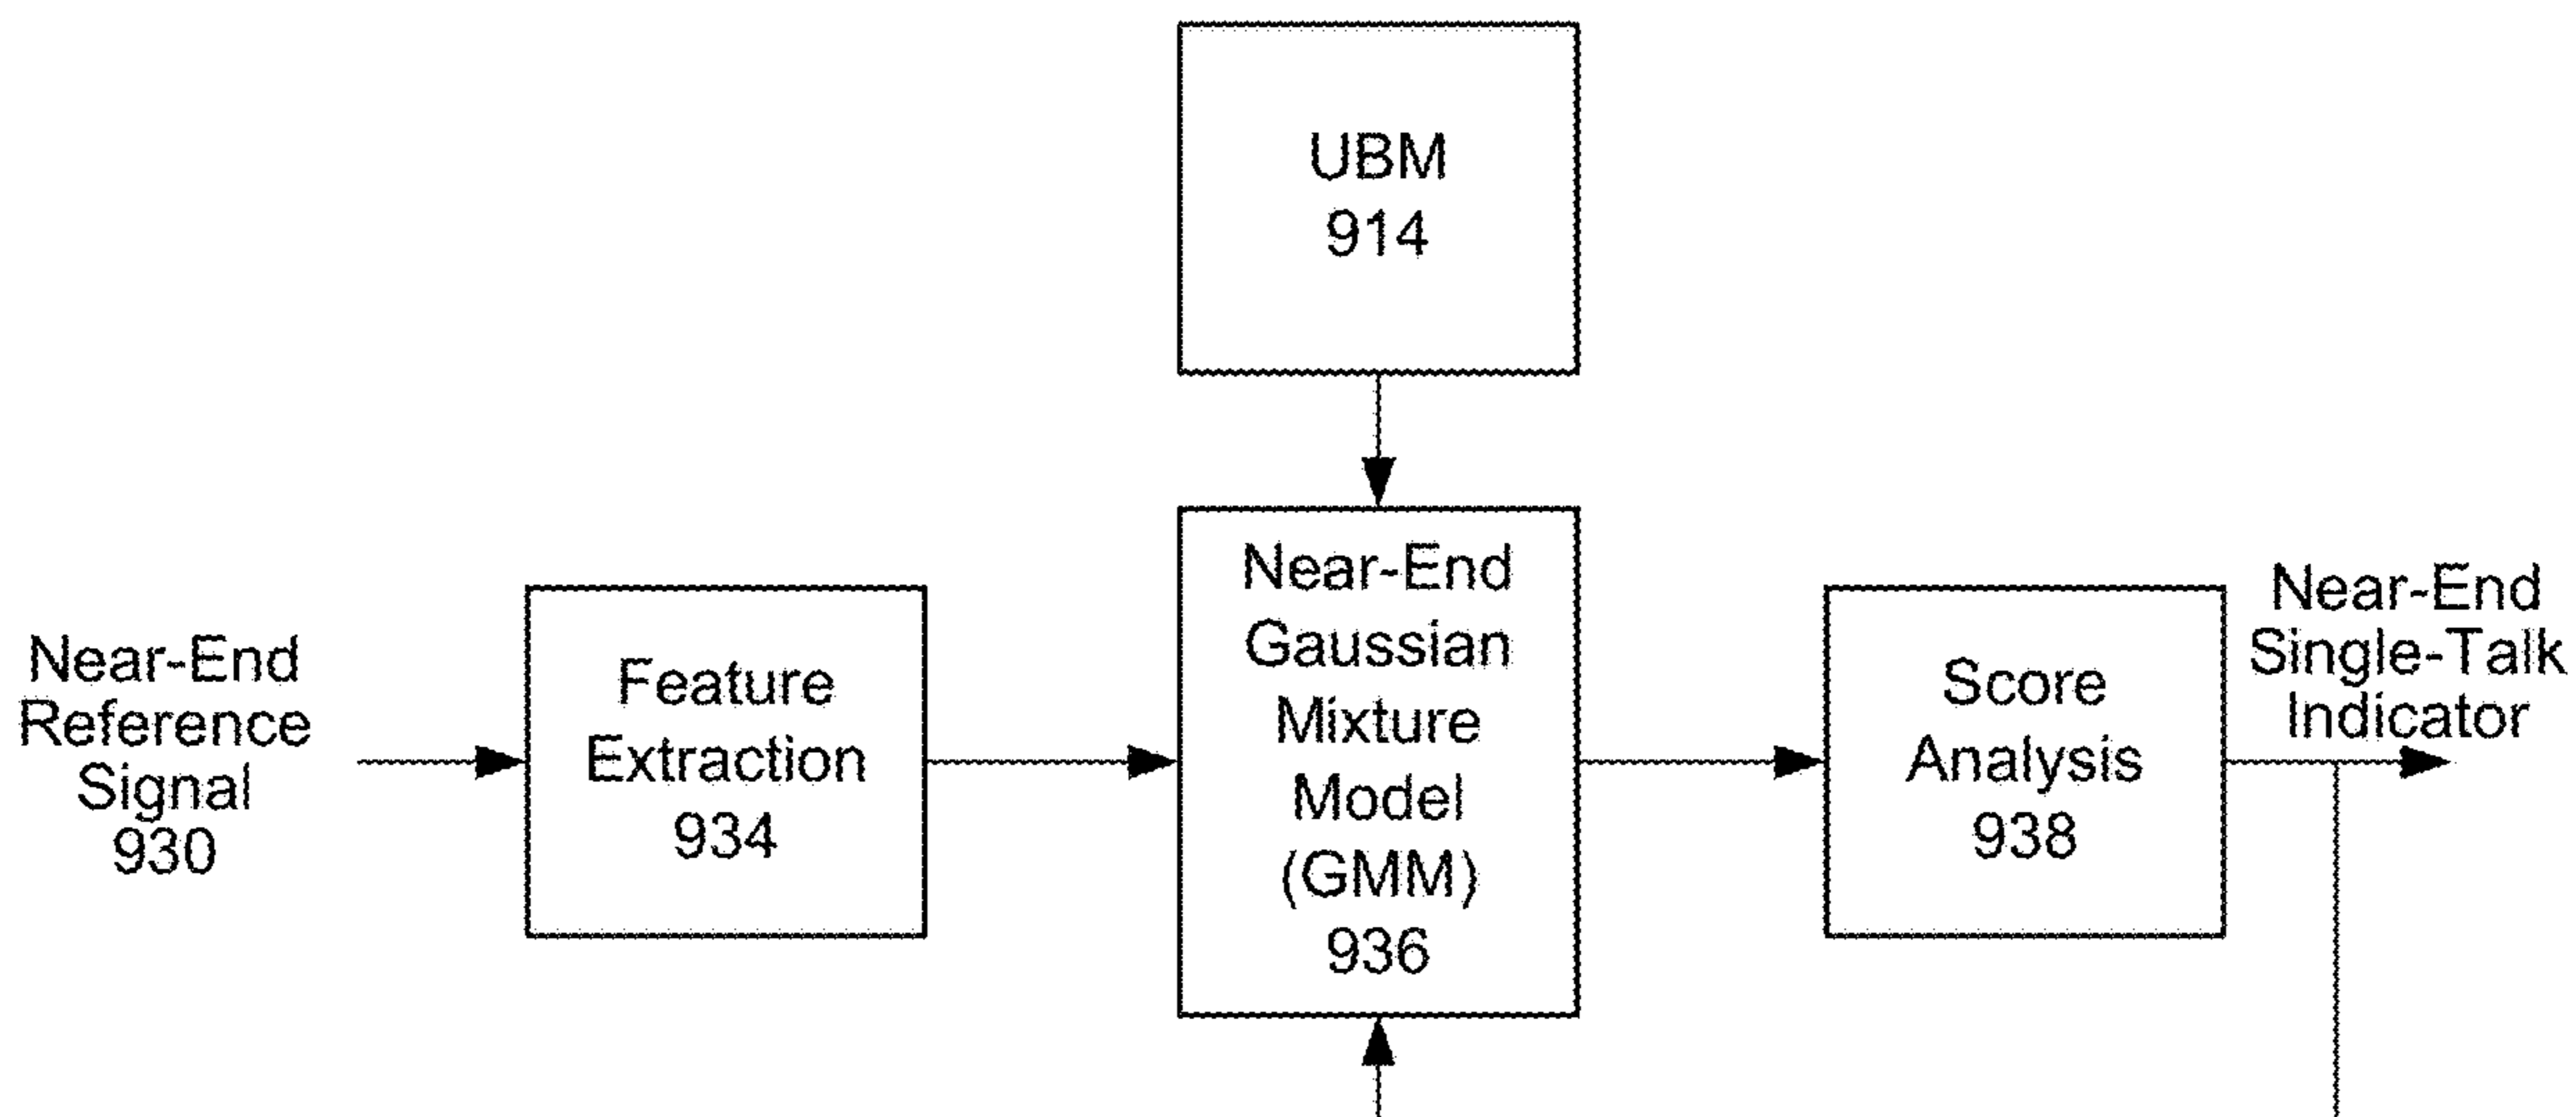 UBM
914
Near-End
Reference
Signal
930
Feature
Extraction
934
Near-End
Gaussian
Mixture
Model
(GMM)
936
Score
Analysis
938
Near-End
Single-Talk
Indicator